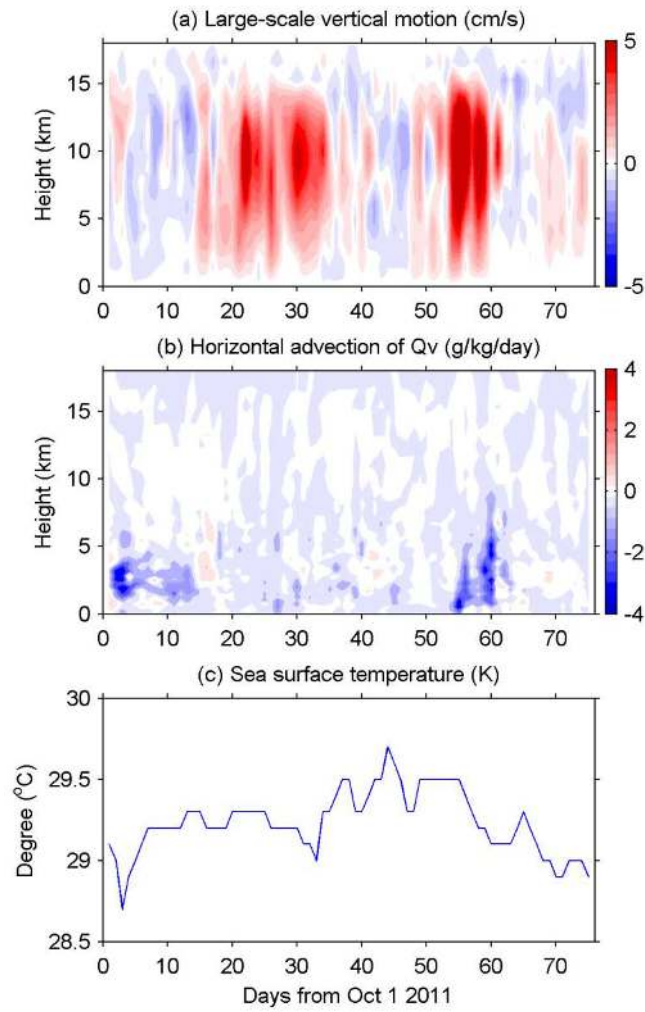 (a) Large-scale vertical motion (cm/s)
Height (km)
15
10
5
0
0 10 20 30 40 50 60 70
5
0
-5
(b) Horizontal advection of Qv (g/kg/day)
Height (km)
15
10
5
0
0 10 20 30 40 50 60 70
4
2
0
-2
-4
(c) Sea surface temperature (K)
Degree (°C)
30
29.5
29
28.5
0 10 20 30 40 50 60 70
Days from Oct 1 2011